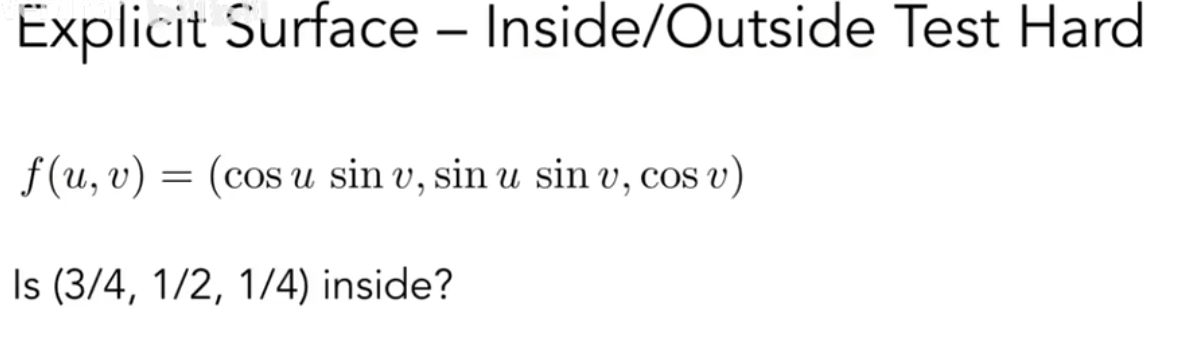 Explicit Surface – Inside/Outside Test Hard
f(u, v) = (cos u sin v, sin u sin v, cos v)
Is (3/4, 1/2, 1/4) inside?